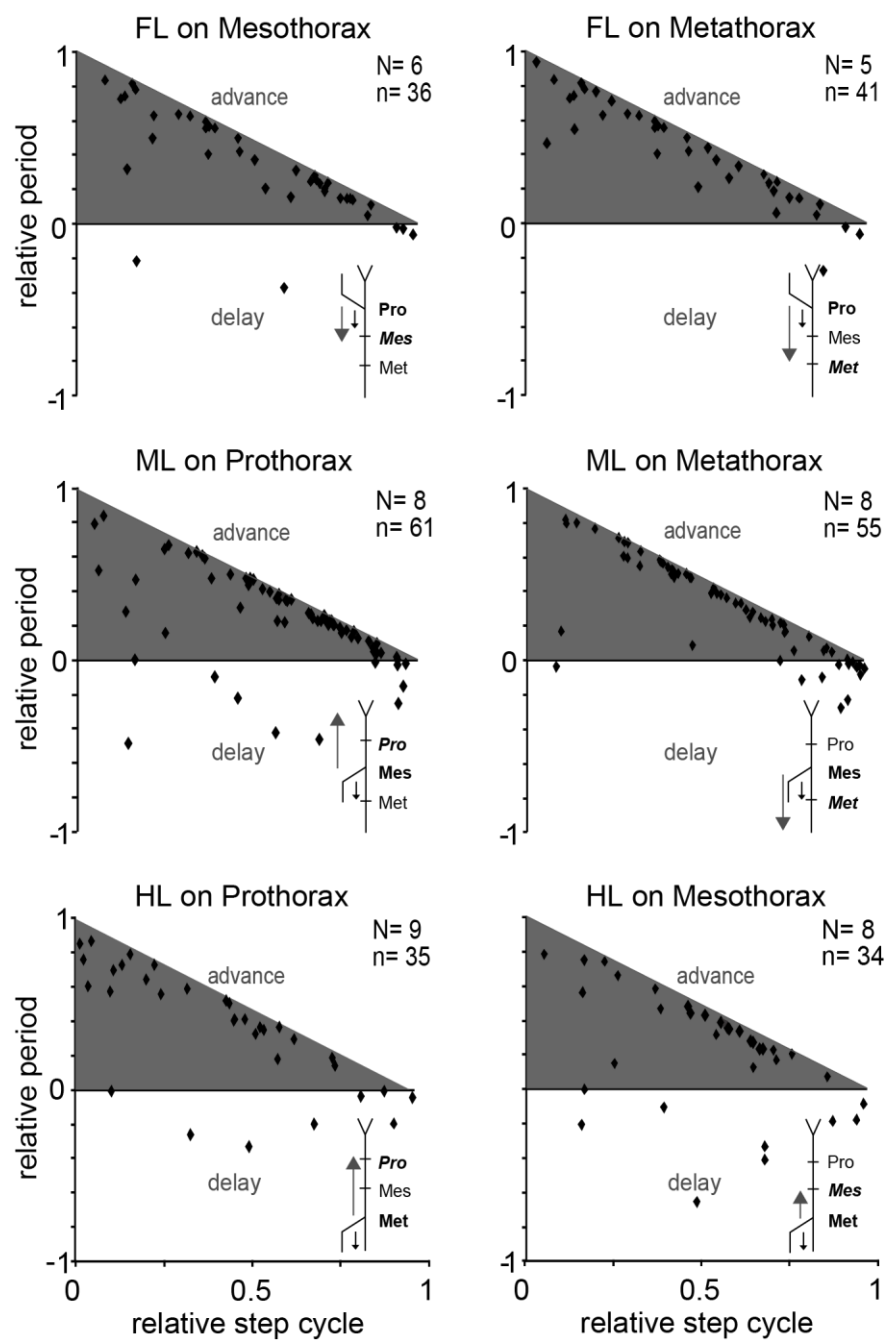 FL on Mesothorax
N= 6
n= 36
1
advance
relative period
0
delay
Pro
Mes
Met
-1
FL on Metathorax
N= 5
n= 41
1
advance
0
delay
Pro
Mes
Met
-1
ML on Prothorax
N= 8
n= 61
1
advance
relative period
0
delay
Pro
Mes
Met
-1
ML on Metathorax
N= 8
n= 55
1
advance
0
delay
Pro
Mes
Met
-1
HL on Prothorax
N= 9
n= 35
1
advance
relative period
0
delay
Pro
Mes
Met
-1
0 0.5 1
relative step cycle
HL on Mesothorax
N= 8
n= 34
1
advance
0
delay
Pro
Mes
Met
-1
0 0.5 1
relative step cycle